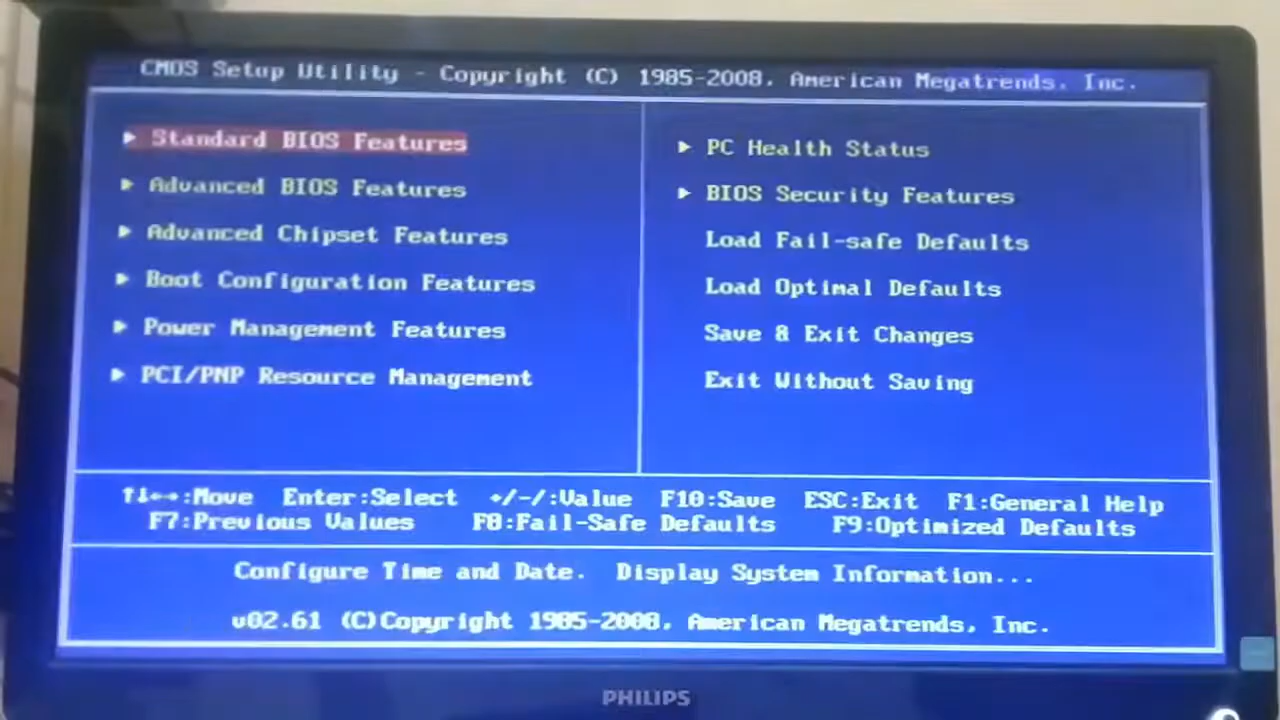 CMOS Setup Utility - Copyright (C) 1985-2008, American Megatrends, Inc.
Standard BIOS Features
Advanced BIOS Features
Advanced Chipset Features
Boot Configuration Features
Power Management Features
PCI/PNP Resource Management
PC Health Status
BIOS Security Features
Load Fail-safe Defaults
Load Optimal Defaults
Save & Exit Changes
Exit Without Saving
↑↓←→:Move Enter:Select +/-/:Value F10:Save ESC:Exit F1:General Help
F7:Previous Values F8:Fail-Safe Defaults F9:Optimized Defaults
Configure Time and Date. Display System Information...
v02.61 (C)Copyright 1985-2008, American Megatrends, Inc.
PHILIPS